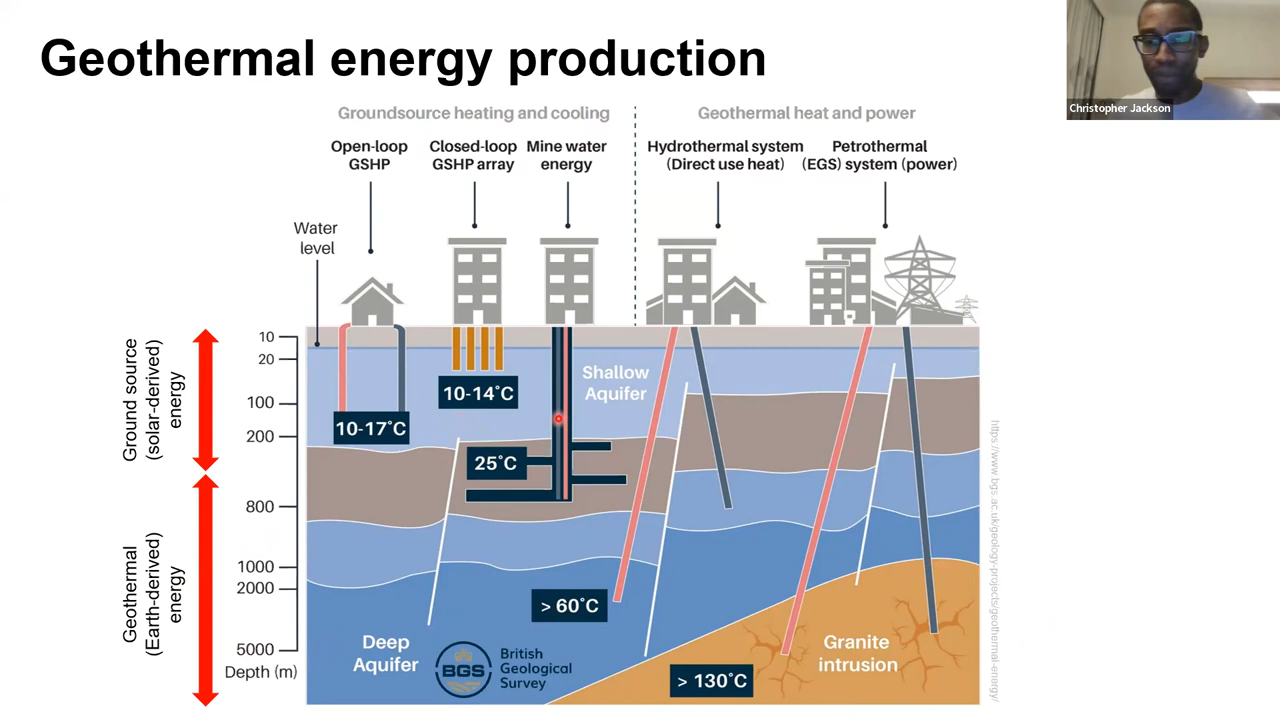 Geothermal energy production
Christopher Jackson
Groundsource heating and cooling
Geothermal heat and power
Open-loop
GSHP
Closed-loop
GSHP array
Mine water
energy
Hydrothermal system
(Direct use heat)
Petrothermal
(EGS) system (power)
Water
level
Ground source
(solar-derived)
energy
Geothermal
(Earth-derived)
energy
10
20
100
200
800
1000
2000
5000
Depth (m)
10-17°C
10-14°C
25°C
Shallow
Aquifer
> 60°C
Deep
Aquifer
BGS
British
Geological
Survey
> 130°C
Granite
intrusion
https://www.bgs.ac.uk/geology-projects/geothermal-energy/